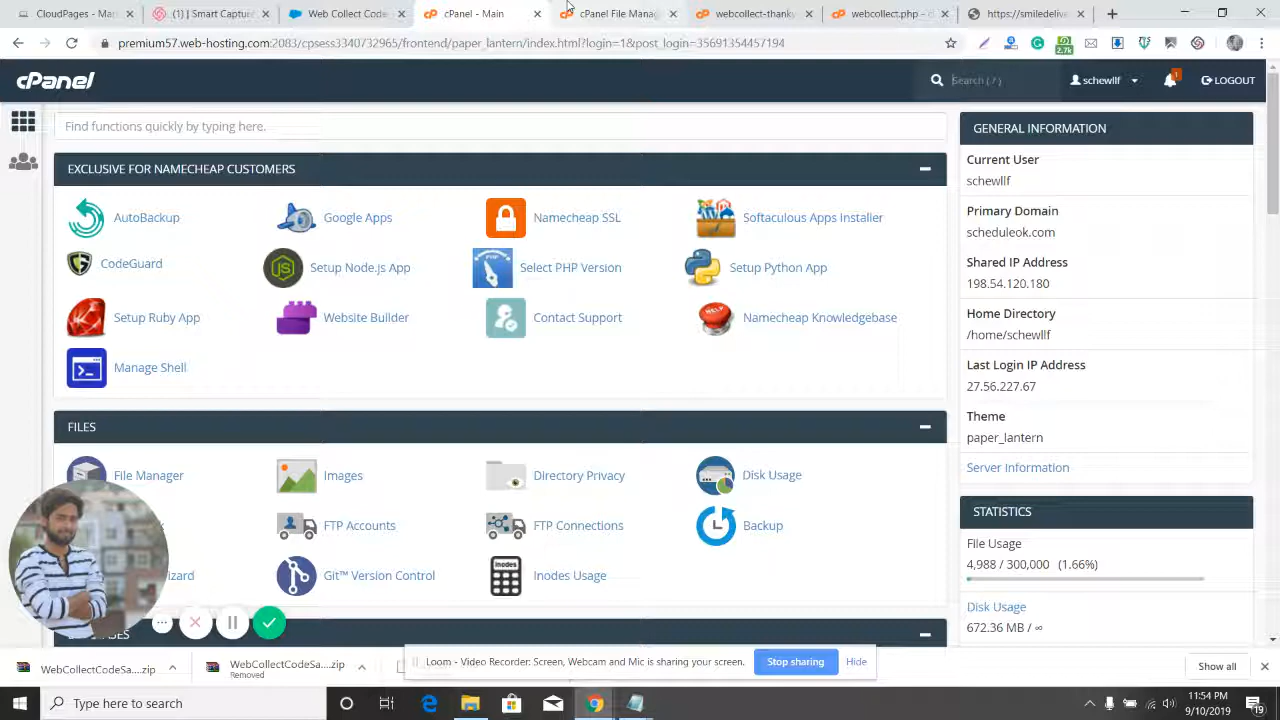 CloudPages - Ma
Smart Capture
Web Collect Code
cPanel - Main
cPanel File Manag
webcollect-thanky
webcollect.php - c
https://smiledelive
premium57.web-hosting.com:2083/cpsess3342732965/frontend/paper_lantern/index.html?login=1&post_login=35691354457194
2.7k
cPanel
Search ( / )
schewllf
1
LOGOUT
Find functions quickly by typing here.
EXCLUSIVE FOR NAMECHEAP CUSTOMERS
AutoBackup
Google Apps
Namecheap SSL
Softaculous Apps Installer
CodeGuard
Setup Node.js App
Select PHP Version
Setup Python App
Setup Ruby App
Website Builder
Contact Support
Namecheap Knowledgebase
Manage Shell
FILES
File Manager
Images
Directory Privacy
Disk Usage
FTP Accounts
FTP Connections
Backup
izard
Git™ Version Control
Inodes Usage
GENERAL INFORMATION
Current User
schewllf
Primary Domain
scheduleok.com
Shared IP Address
198.54.120.180
Home Directory
/home/schewllf
Last Login IP Address
27.56.227.67
Theme
paper_lantern
Server Information
STATISTICS
File Usage
4,988 / 300,000 (1.66%)
Disk Usage
672.36 MB / ∞
Loom - Video Recorder: Screen, Webcam and Mic is sharing your screen.
Stop sharing
Hide
WebCollectCodeSa....zip
WebCollectCodeSa....zip
Removed
Show all
Type here to search
11:54 PM
9/10/2019
19